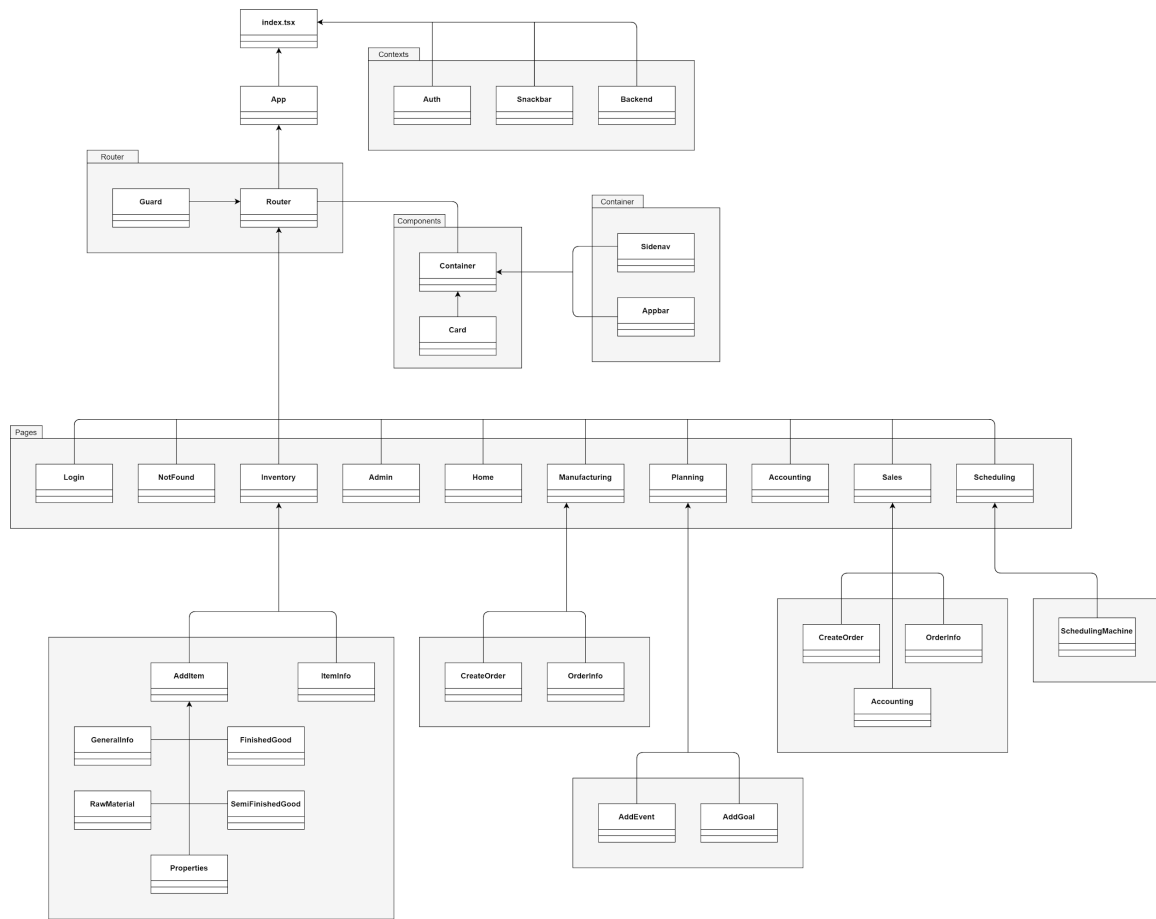 index.tsx
Contexts
App
Auth
Snackbar
Backend
Router
Guard
Router
Components
Container
Container
Sidenav
Card
Appbar
Pages
Login
NotFound
Inventory
Admin
Home
Manufacturing
Planning
Accounting
Sales
Scheduling
AddItem
ItemInfo
GeneralInfo
FinishedGood
RawMaterial
SemiFinishedGood
Properties
CreateOrder
OrderInfo
AddEvent
AddGoal
CreateOrder
OrderInfo
Accounting
SchedulingMachine